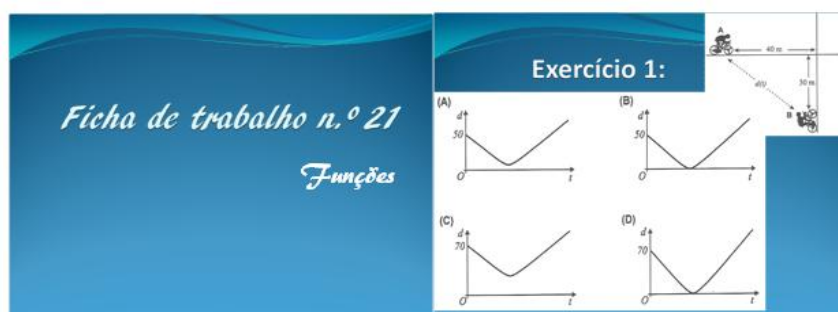 Ficha de trabalho n.º 21
Funções
Exercício 1:
A
40 m
30 m
d(t)
B
(A)
d
50
O
t
(B)
d
50
O
t
(C)
d
70
O
t
(D)
d
70
O
t